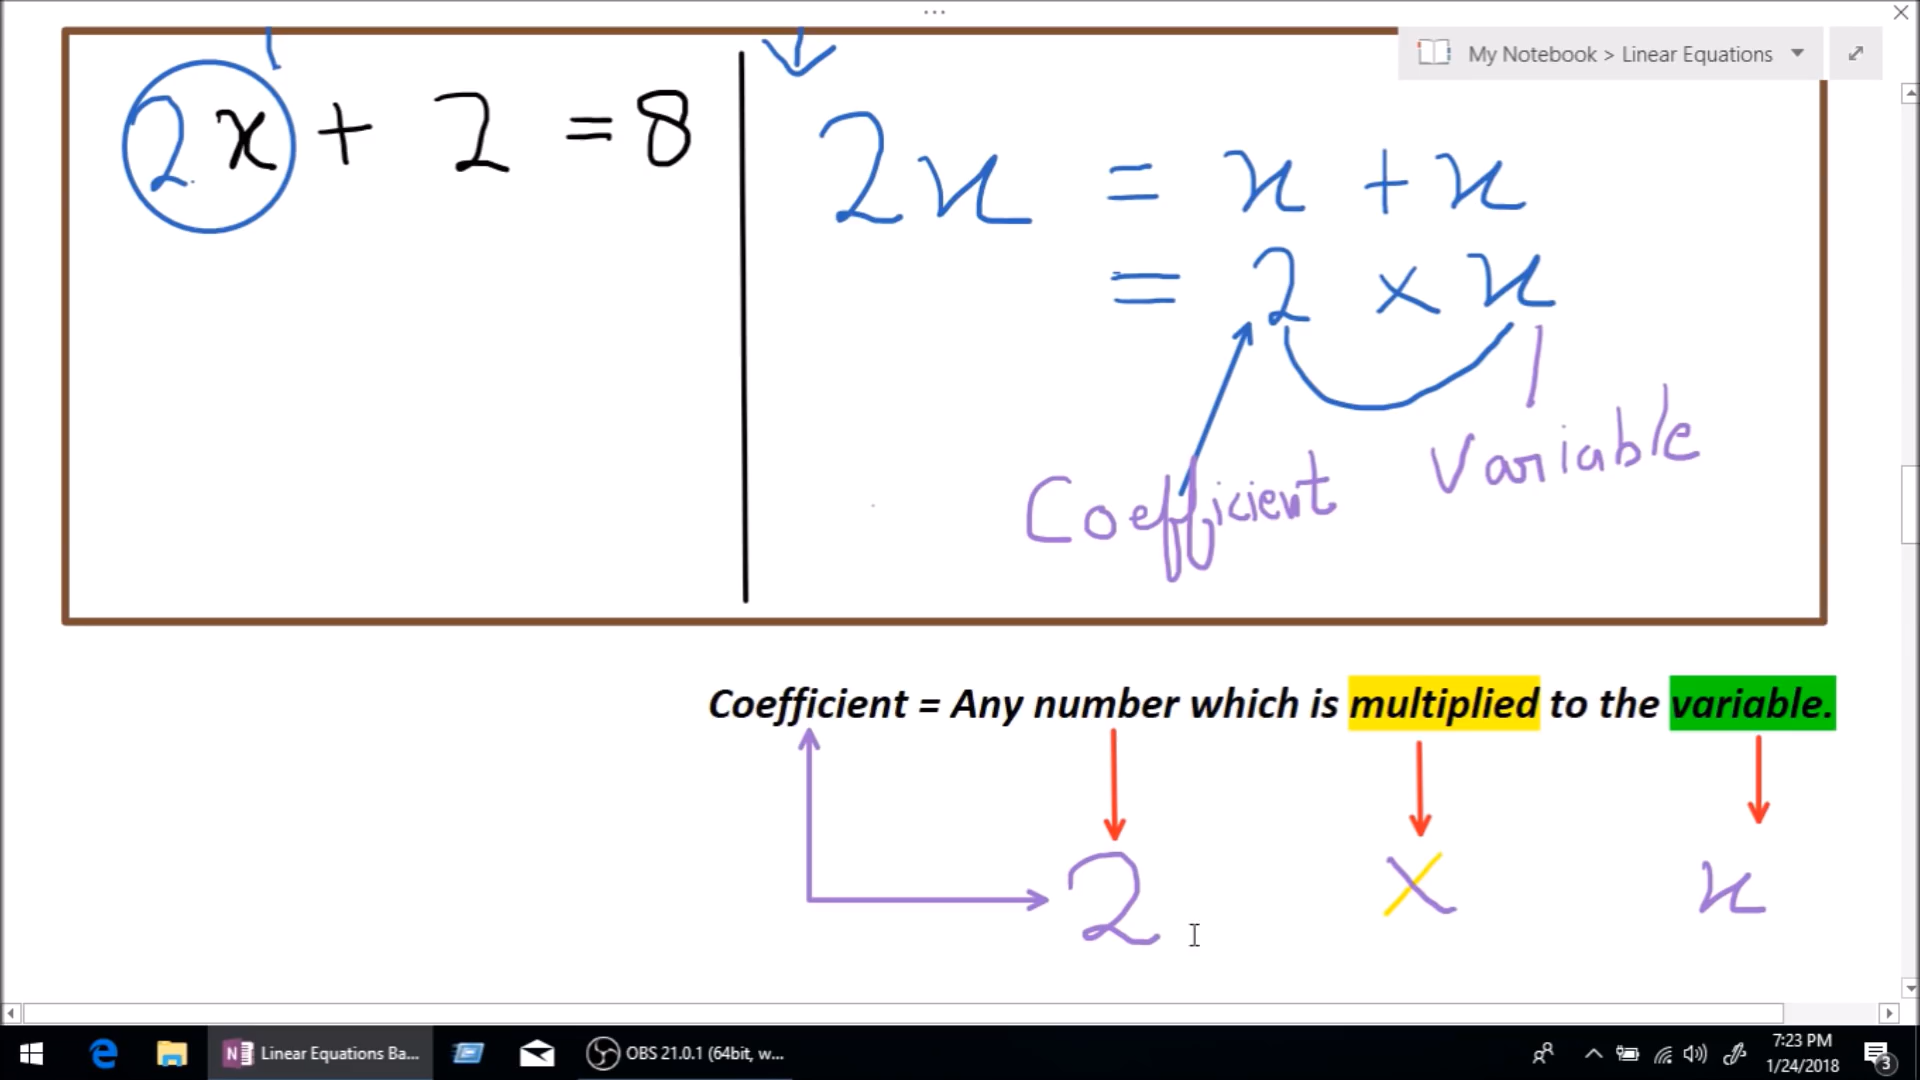 My Notebook > Linear Equations
2x + 2 = 8
2x = x + x
= 2 × x
Coefficient Variable
Coefficient = Any number which is multiplied to the variable.
2 × x
Linear Equations Ba...
OBS 21.0.1 (64bit, w...
7:23 PM
1/24/2018
3